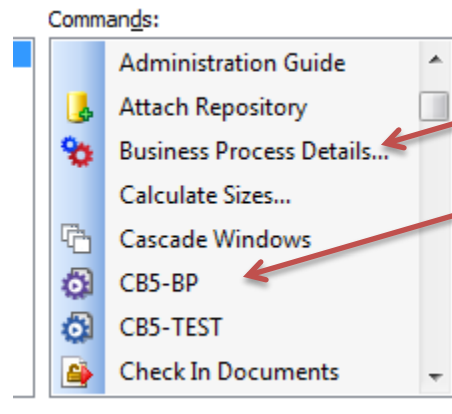 Commands:
Administration Guide
Attach Repository
Business Process Details...
Calculate Sizes...
Cascade Windows
CB5-BP
CB5-TEST
Check In Documents